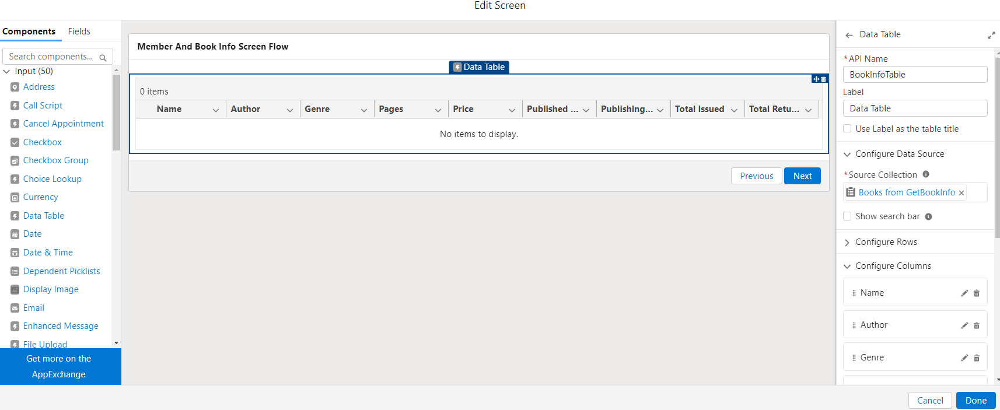 Edit Screen
Components
Fields
Search components...
Input (50)
Address
Call Script
Cancel Appointment
Checkbox
Checkbox Group
Choice Lookup
Currency
Data Table
Date
Date & Time
Dependent Picklists
Display Image
Email
Enhanced Message
File Upload
Get more on the
AppExchange
Member And Book Info Screen Flow
Data Table
0 items
Name
Author
Genre
Pages
Price
Published ...
Publishing...
Total Issued
Total Retu...
No items to display.
Previous
Next
Data Table
*API Name
BookInfoTable
Label
Data Table
Use Label as the table title
Configure Data Source
*Source Collection
Books from GetBookInfo
Show search bar
Configure Rows
Configure Columns
Name
Author
Genre
Cancel
Done